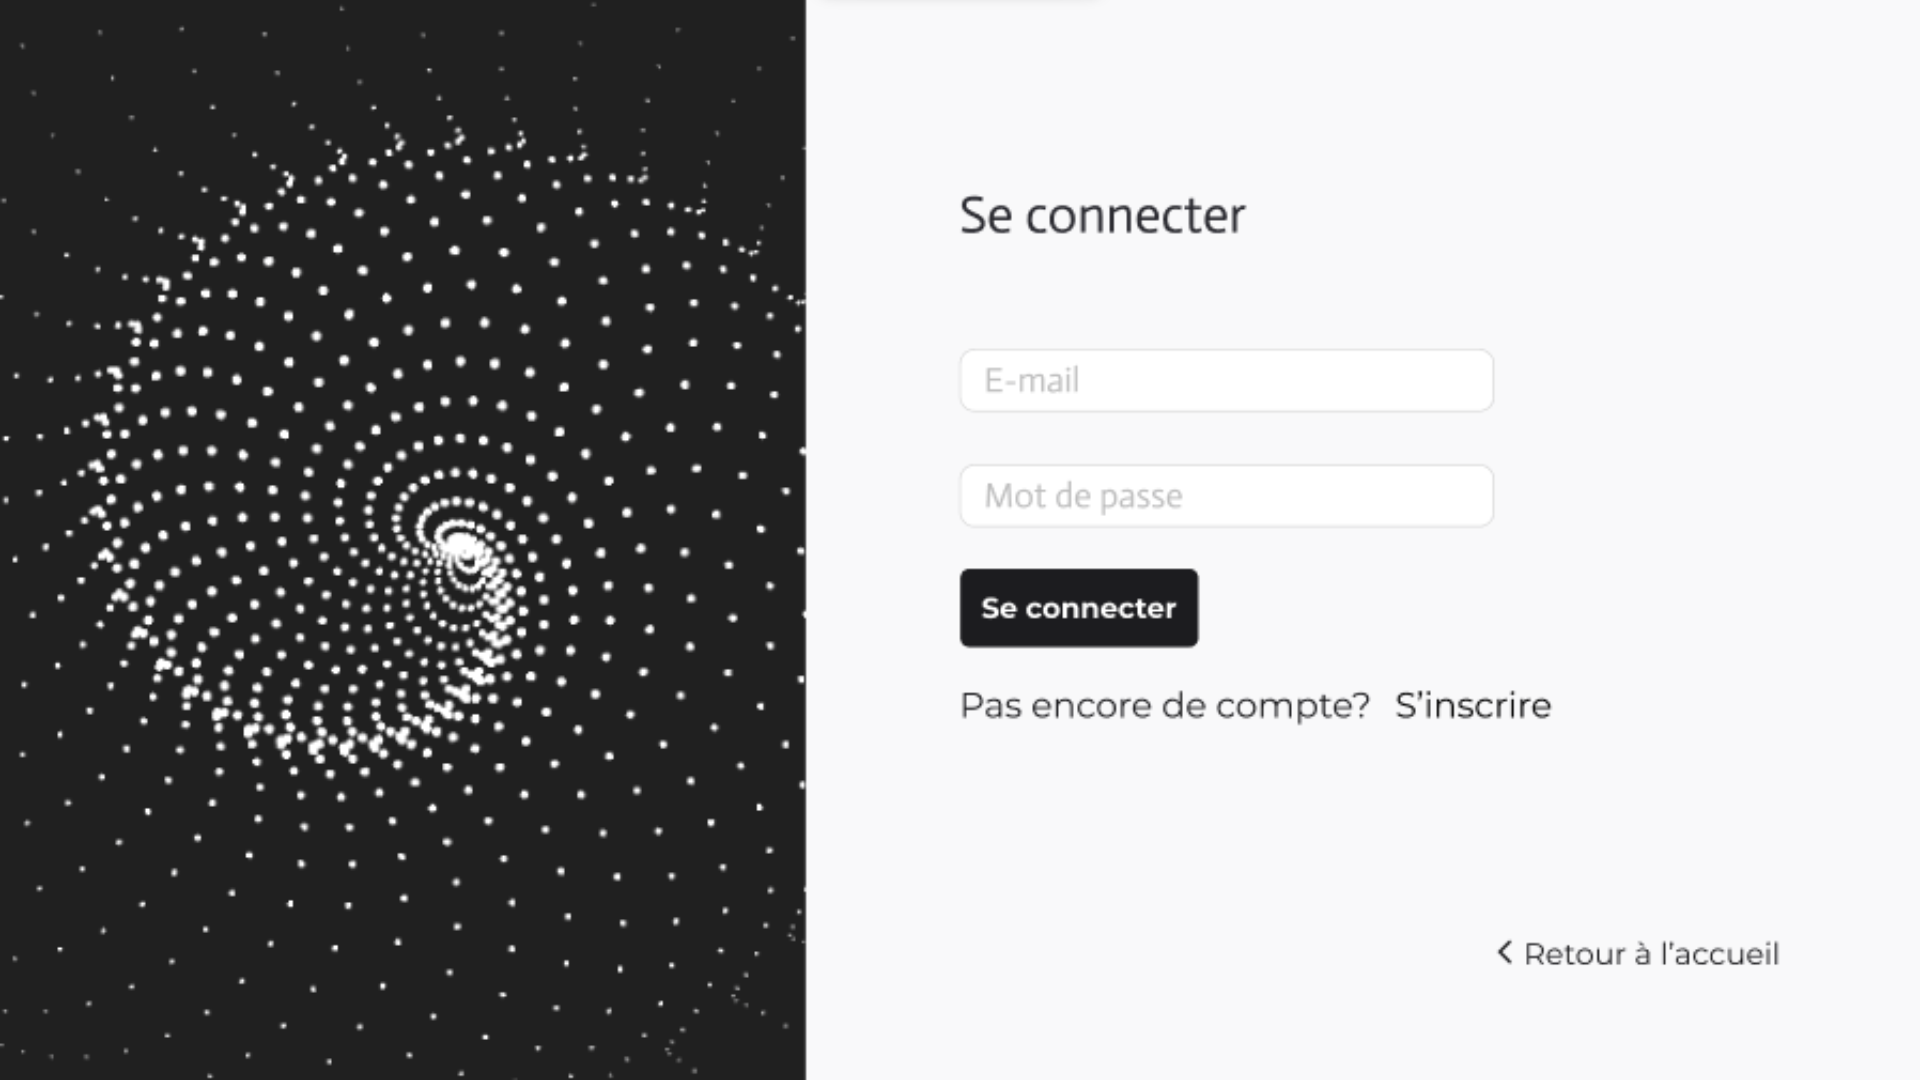 Se connecter
E-mail
Mot de passe
Se connecter
Pas encore de compte? S’inscrire
Retour à l’accueil